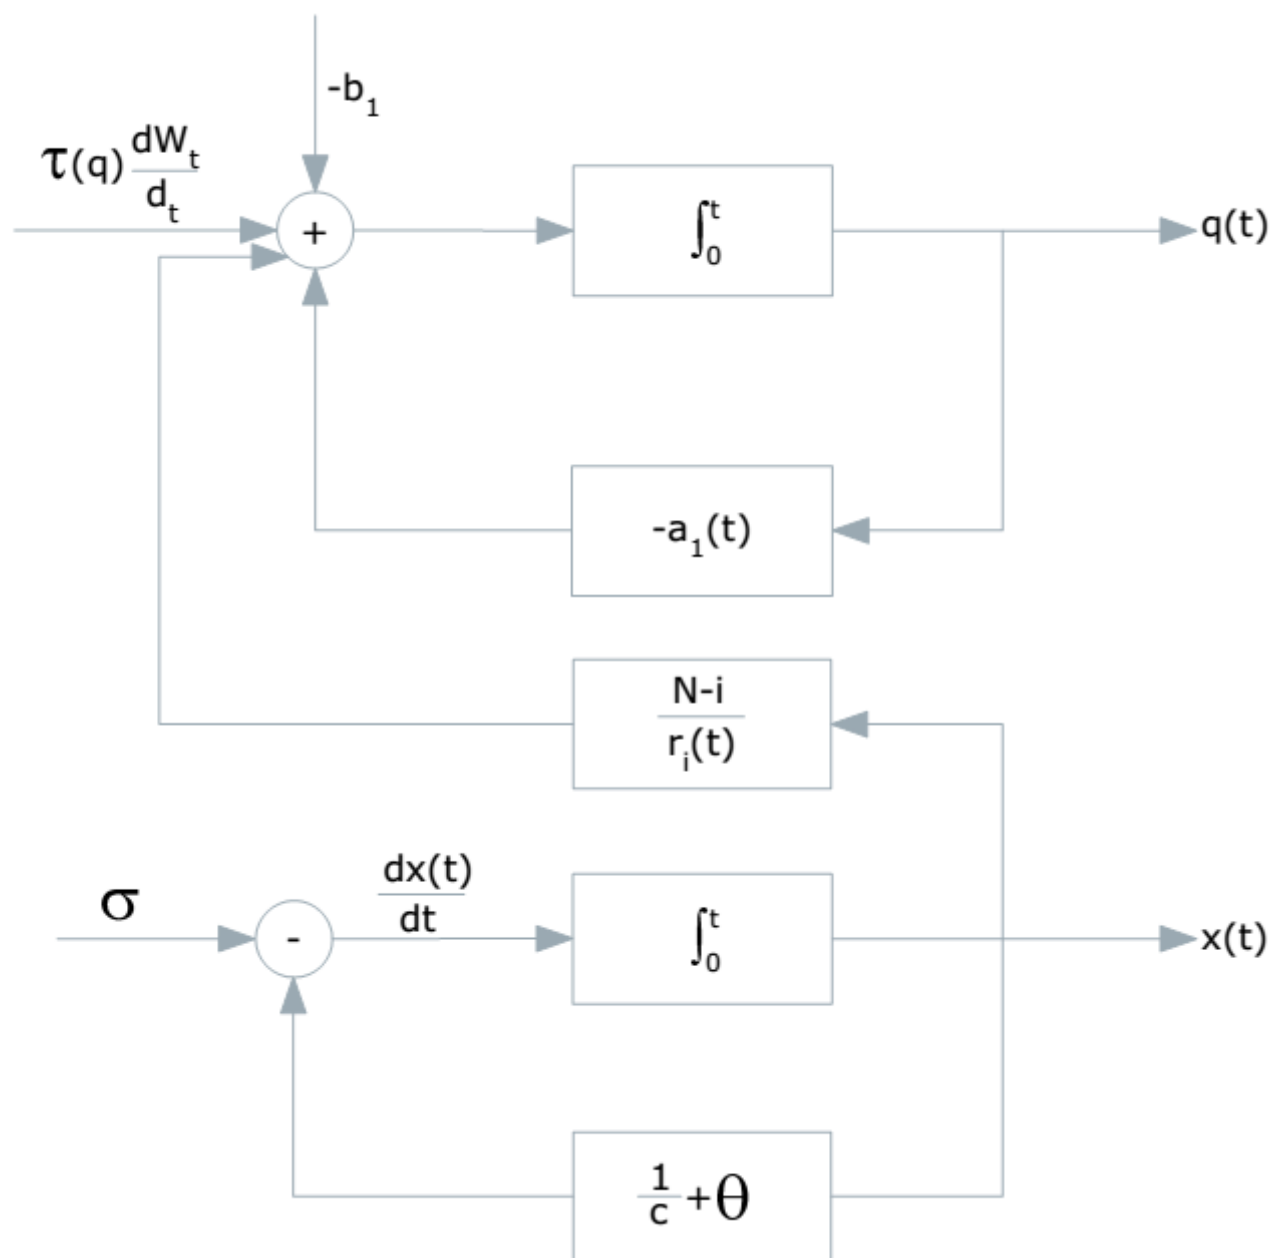 -b₁
τ(q) dWₜ/dₜ
+
∫₀ᵗ
q(t)
-a₁(t)
N-i/rᵢ(t)
σ
-
dx(t)/dt
∫₀ᵗ
x(t)
1/c+θ